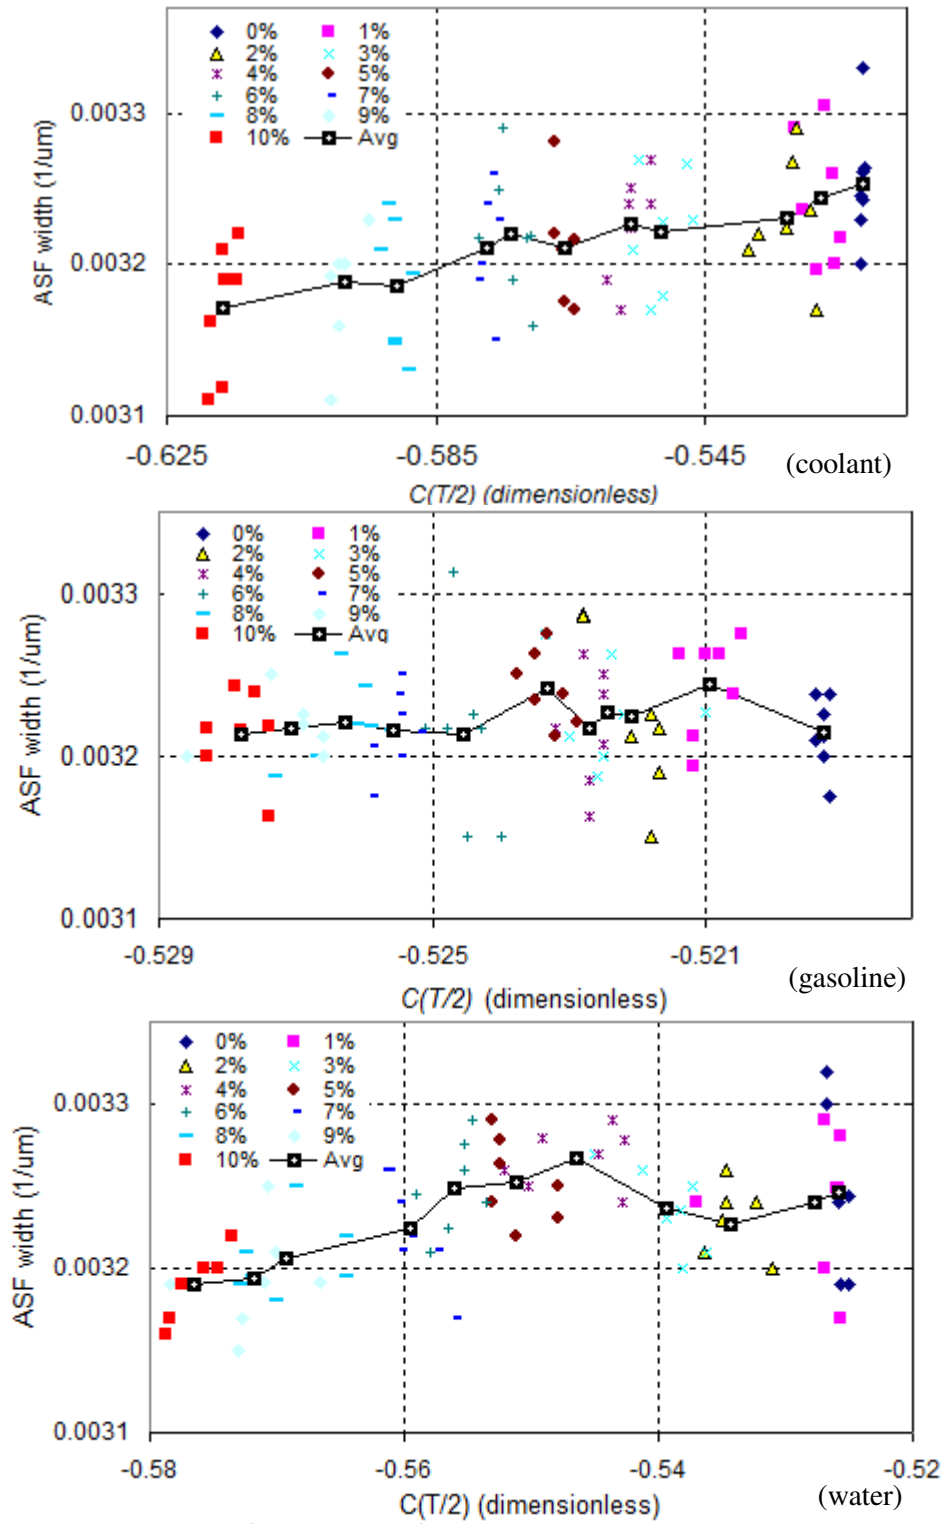 0% 1%
2% 3%
4% 5%
6% 7%
8% 9%
10% Avg
ASF width (1/um)
0.0033
0.0032
0.0031
-0.625 -0.585 -0.545
(coolant)
C(T/2) (dimensionless)
0% 1%
2% 3%
4% 5%
6% 7%
8% 9%
10% Avg
ASF width (1/um)
0.0033
0.0032
0.0031
-0.529 -0.525 -0.521
(gasoline)
C(T/2) (dimensionless)
0% 1%
2% 3%
4% 5%
6% 7%
8% 9%
10% Avg
ASF width (1/um)
0.0033
0.0032
0.0031
-0.58 -0.56 -0.54 -0.52
(water)
C(T/2) (dimensionless)